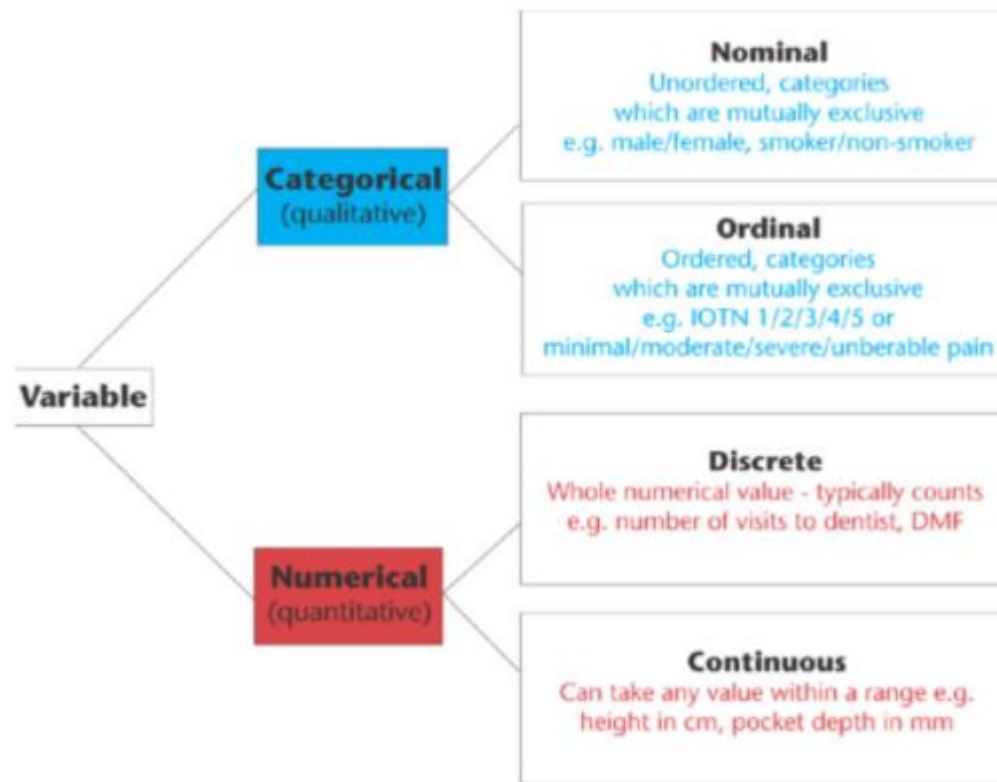 Variable
Categorical
(qualitative)
Nominal
Unordered, categories
which are mutually exclusive
e.g. male/female, smoker/non-smoker
Ordinal
Ordered, categories
which are mutually exclusive
e.g. IOTN 1/2/3/4/5 or
minimal/moderate/severe/unberable pain
Numerical
(quantitative)
Discrete
Whole numerical value - typically counts
e.g. number of visits to dentist, DMF
Continuous
Can take any value within a range e.g.
height in cm, pocket depth in mm